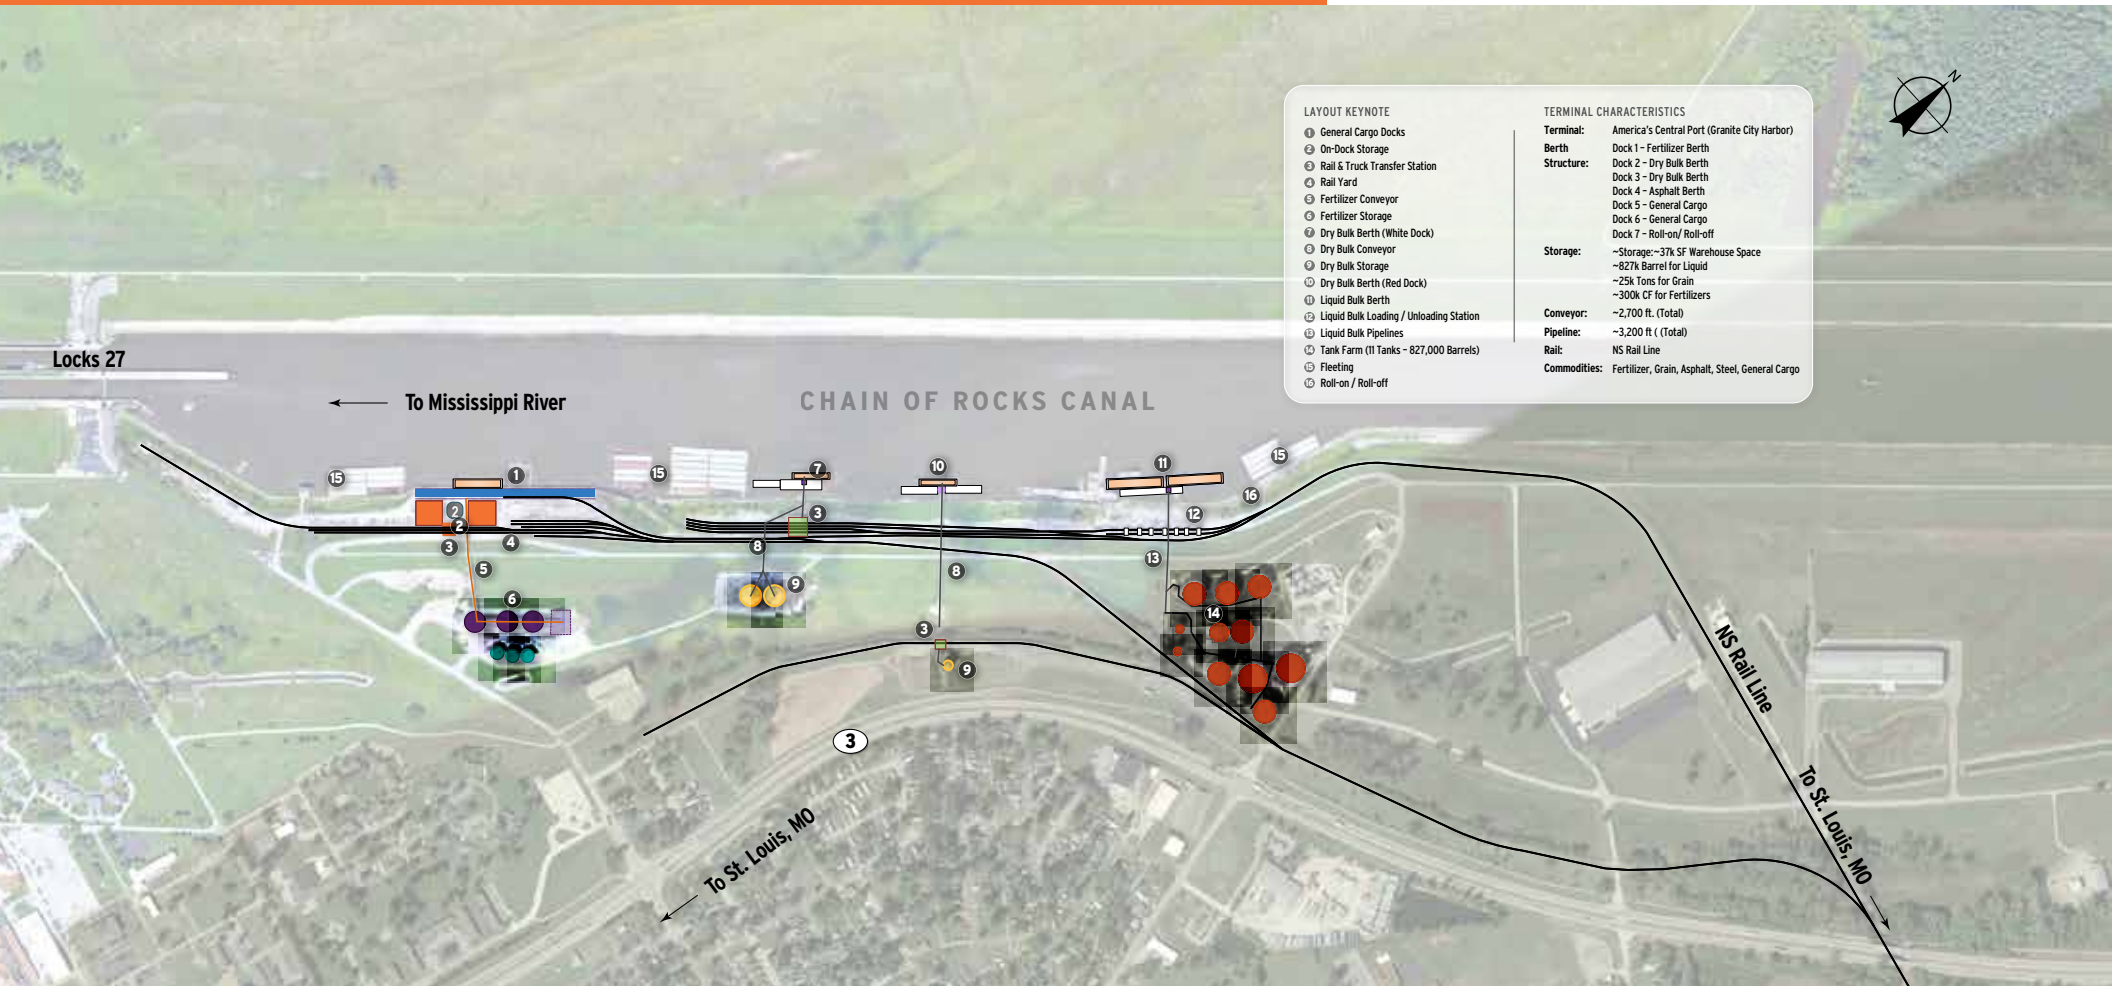 N
LAYOUT KEYNOTE
1 General Cargo Docks
2 On-Dock Storage
3 Rail & Truck Transfer Station
4 Rail Yard
5 Fertilizer Conveyor
6 Fertilizer Storage
7 Dry Bulk Berth (White Dock)
8 Dry Bulk Conveyor
9 Dry Bulk Storage
10 Dry Bulk Berth (Red Dock)
11 Liquid Bulk Berth
12 Liquid Bulk Loading / Unloading Station
13 Liquid Bulk Pipelines
14 Tank Farm (11 Tanks – 827,000 Barrels)
15 Fleeting
16 Roll-on / Roll-off
TERMINAL CHARACTERISTICS
Terminal: America's Central Port (Granite City Harbor)
Berth Dock 1 – Fertilizer Berth
Structure: Dock 2 – Dry Bulk Berth
Dock 3 – Dry Bulk Berth
Dock 4 – Asphalt Berth
Dock 5 – General Cargo
Dock 6 – General Cargo
Dock 7 – Roll-on/ Roll-off
Storage: ~Storage:~37k SF Warehouse Space
~827k Barrel for Liquid
~25k Tons for Grain
~300k CF for Fertilizers
Conveyor: ~2,700 ft. (Total)
Pipeline: ~3,200 ft ( (Total)
Rail: NS Rail Line
Commodities: Fertilizer, Grain, Asphalt, Steel, General Cargo
Locks 27
To Mississippi River
CHAIN OF ROCKS CANAL
15
1
15
7
10
11
15
16
2
2
3
4
3
12
8
13
5
8
9
6
14
3
9
3
NS Rail Line
To St. Louis, MO
To St. Louis, MO